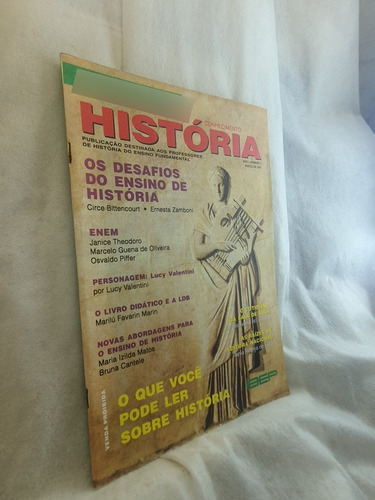 CONHECIMENTO
HISTÓRIA
PUBLICAÇÃO DESTINADA AOS PROFESSORES
DE HISTÓRIA DO ENSINO FUNDAMENTAL
OS DESAFIOS
DO ENSINO DE
HISTÓRIA
Circe Bittencourt • Ernesta Zamboni
ENEM
Janice Theodoro
Marcelo Guena de Oliveira
Osvaldo Piffer
PERSONAGEM: Lucy Valentini
por Lucy Valentini
O LIVRO DIDÁTICO E A LDB
Marilú Favarin Marin
NOVAS ABORDAGENS PARA
O ENSINO DE HISTÓRIA
Maria Izilda Matos
Bruna Cantele
O QUE VOCÊ
PODE LER
SOBRE HISTÓRIA
VENDA PROIBIDA